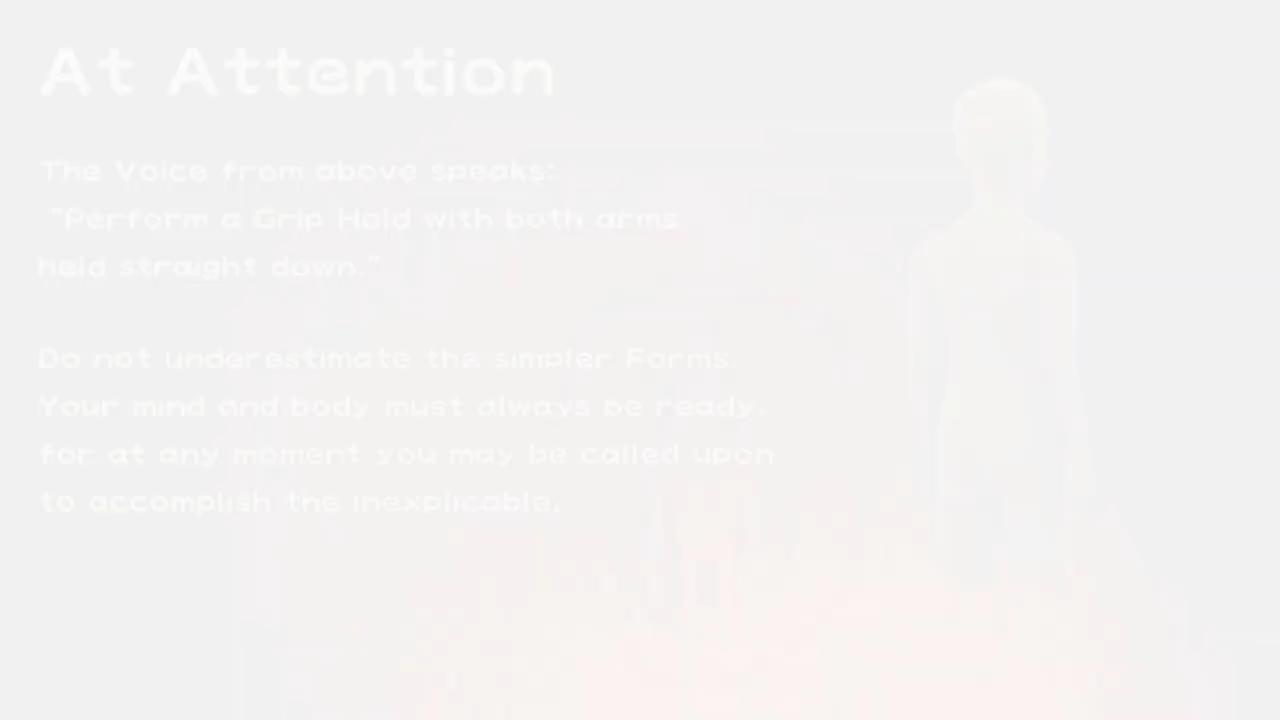 At Attention
The Voice from above speaks:
"Perform a Grip Hold with both arms
held straight down."
Do not underestimate the simpler Forms.
Your mind and body must always be ready,
for at any moment you may be called upon
to accomplish the inexplicable.